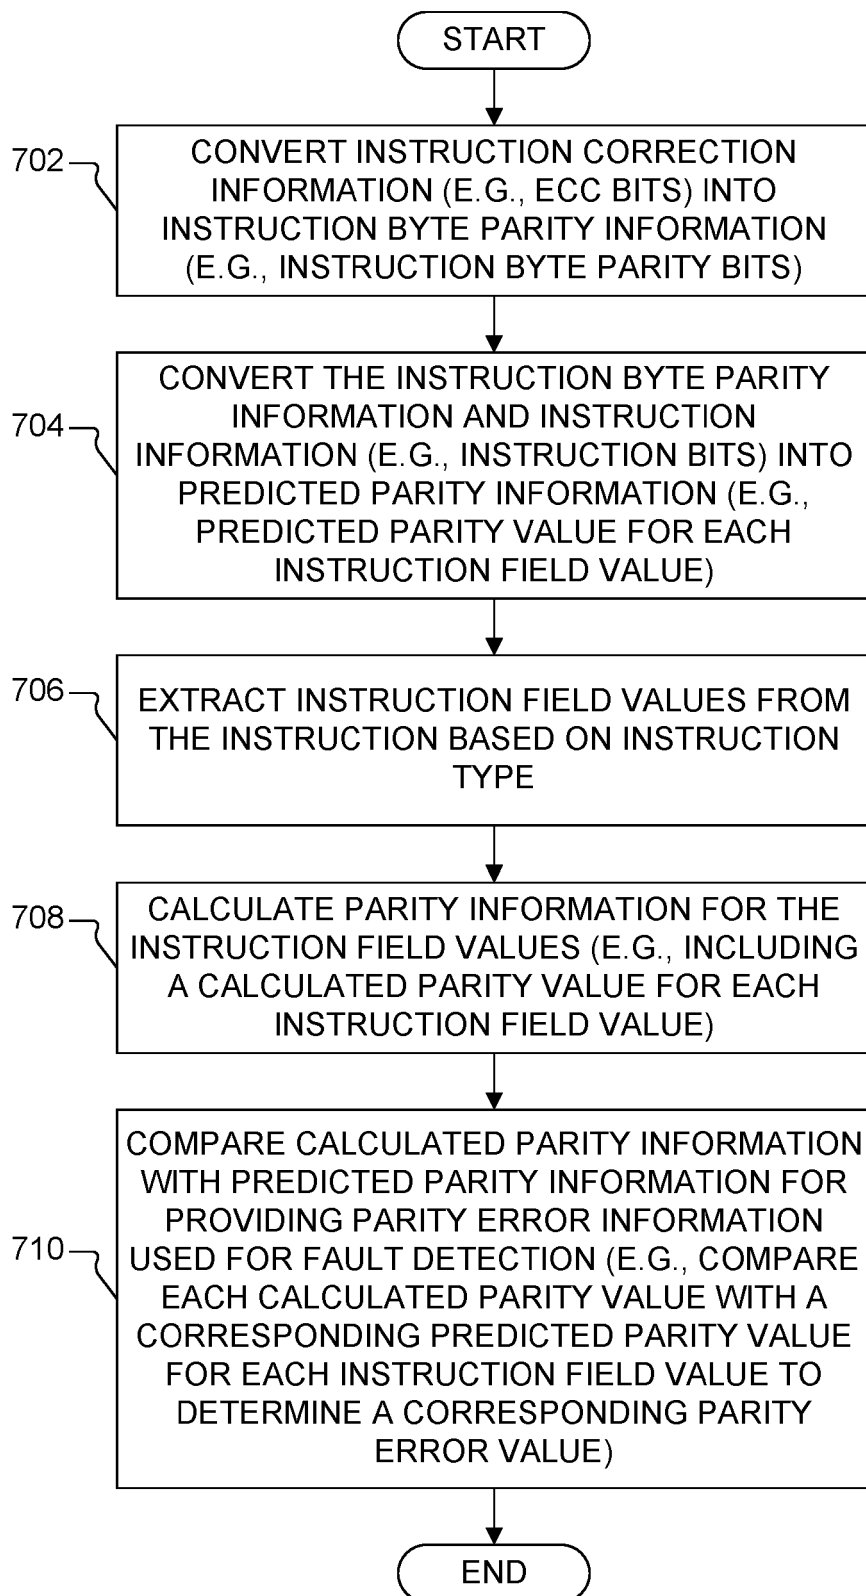 START
702
CONVERT INSTRUCTION CORRECTION
INFORMATION (E.G., ECC BITS) INTO
INSTRUCTION BYTE PARITY INFORMATION
(E.G., INSTRUCTION BYTE PARITY BITS)
704
CONVERT THE INSTRUCTION BYTE PARITY
INFORMATION AND INSTRUCTION
INFORMATION (E.G., INSTRUCTION BITS) INTO
PREDICTED PARITY INFORMATION (E.G.,
PREDICTED PARITY VALUE FOR EACH
INSTRUCTION FIELD VALUE)
706
EXTRACT INSTRUCTION FIELD VALUES FROM
THE INSTRUCTION BASED ON INSTRUCTION
TYPE
708
CALCULATE PARITY INFORMATION FOR THE
INSTRUCTION FIELD VALUES (E.G., INCLUDING
A CALCULATED PARITY VALUE FOR EACH
INSTRUCTION FIELD VALUE)
710
COMPARE CALCULATED PARITY INFORMATION
WITH PREDICTED PARITY INFORMATION FOR
PROVIDING PARITY ERROR INFORMATION
USED FOR FAULT DETECTION (E.G., COMPARE
EACH CALCULATED PARITY VALUE WITH A
CORRESPONDING PREDICTED PARITY VALUE
FOR EACH INSTRUCTION FIELD VALUE TO
DETERMINE A CORRESPONDING PARITY
ERROR VALUE)
END